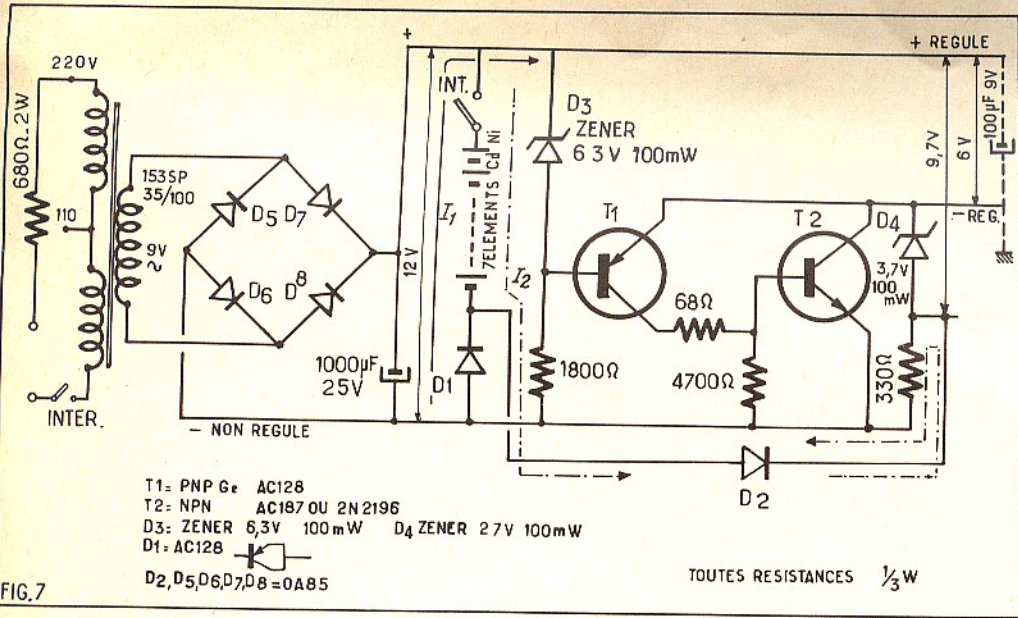 +
+ REGULE
220V
INT.
D3
ZENER
6 3 V 100mW
680Ω.2W
110
153SP
35/100
9V
~
D5 D7
D6 D8
I1
7ELEMENTS Cd Ni
12 V
I2
T1
T2
D4
3,7V
100
mW
9,7V
6 V
100µF 9V
- REG.
68Ω
1000µF
25V
D1
1800Ω
4700Ω
330Ω
INTER.
- NON REGULE
D2
T1= PNP Ge AC128
T2= NPN AC187 OU 2N2196
D3= ZENER 6,3V 100mW D4 ZENER 27V 100mW
D1= AC128
D2,D5,D6,D7,D8=OA85
TOUTES RESISTANCES 1/3 W
FIG.7